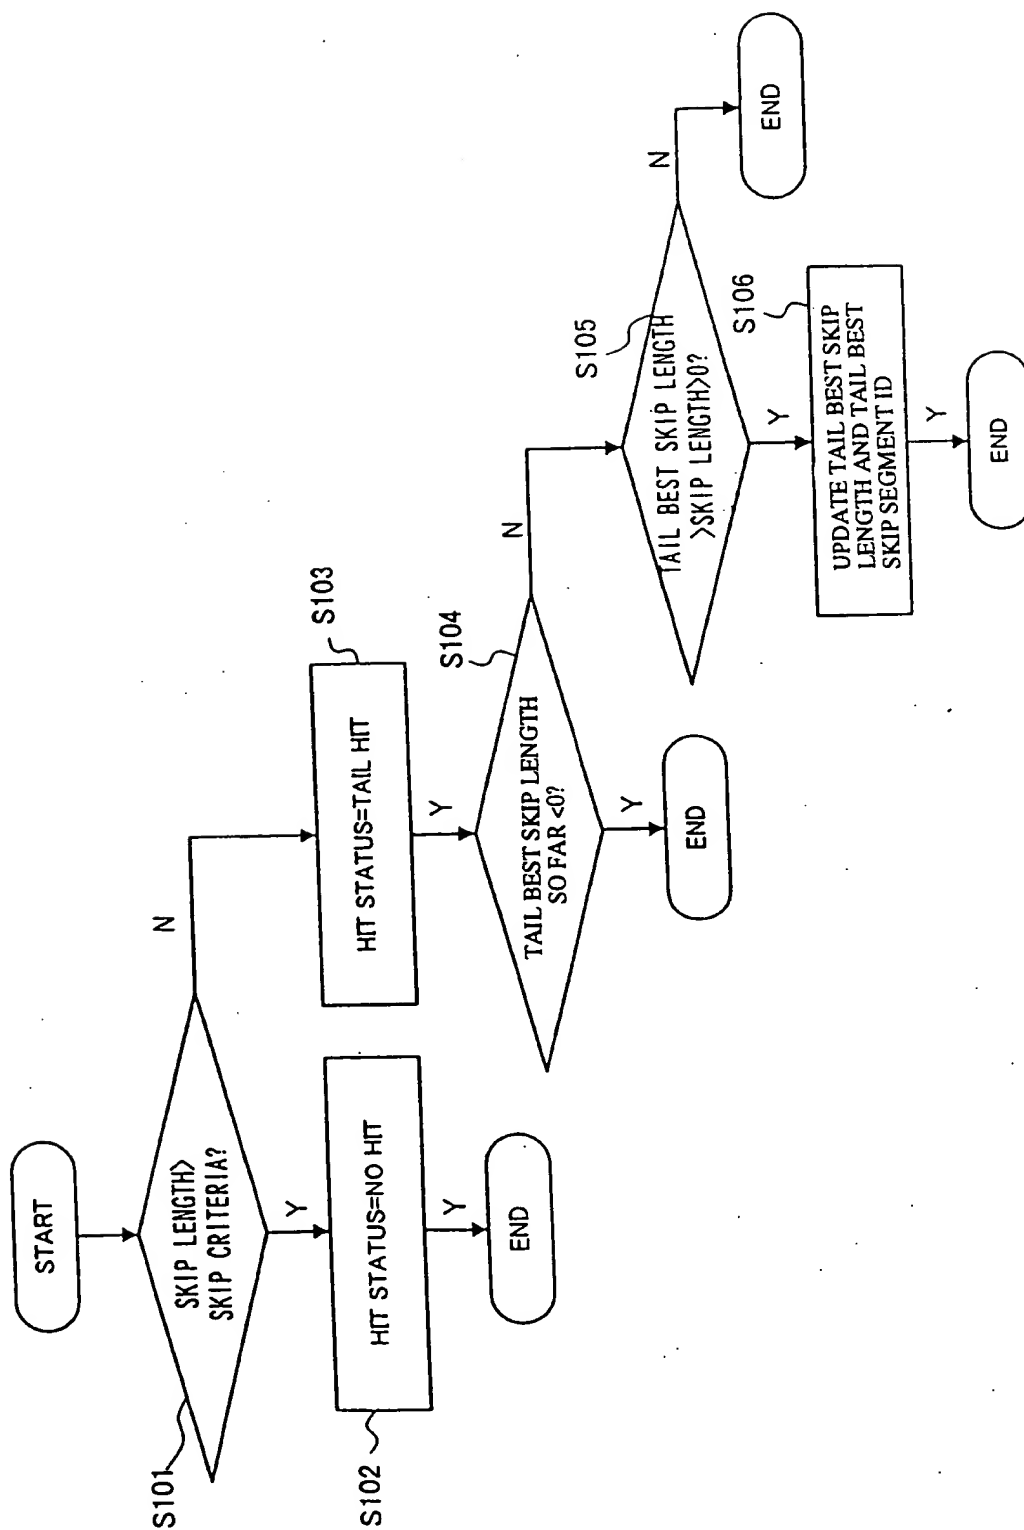 START
S101
SKIP LENGTH>
SKIP CRITERIA?
N
Y
S102
HIT STATUS=NO HIT
Y
END
S103
HIT STATUS=TAIL HIT
Y
S104
TAIL BEST SKIP LENGTH
SO FAR <0?
N
Y
END
S105
TAIL BEST SKIP LENGTH
>SKIP LENGTH>0?
N
END
Y
S106
UPDATE TAIL BEST SKIP
LENGTH AND TAIL BEST
SKIP SEGMENT ID
Y
END